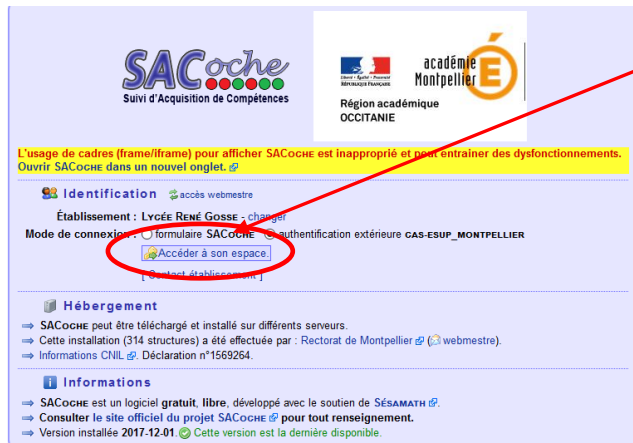 SACoche
Suivi d'Acquisition de Compétences
Liberté • Égalité • Fraternité
RÉPUBLIQUE FRANÇAISE
académie
Montpellier
Région académique
OCCITANIE
L'usage de cadres (frame/iframe) pour afficher SACoche est inapproprié et peut entrainer des dysfonctionnements.
Ouvrir SACoche dans un nouvel onglet.
Identification accès webmestre
Établissement : Lycée René Gosse - changer
Mode de connexion : formulaire SACoche authentification extérieure CAS-ESUP_MONTPELLIER
Accéder à son espace.
[ Contact établissement ]
Hébergement
SACoche peut être téléchargé et installé sur différents serveurs.
Cette installation (314 structures) a été effectuée par : Rectorat de Montpellier (webmestre).
Informations CNIL. Déclaration n°1569264.
Informations
SACoche est un logiciel gratuit, libre, développé avec le soutien de Sésamath.
Consulter le site officiel du projet SACoche pour tout renseignement.
Version installée 2017-12-01. Cette version est la dernière disponible.